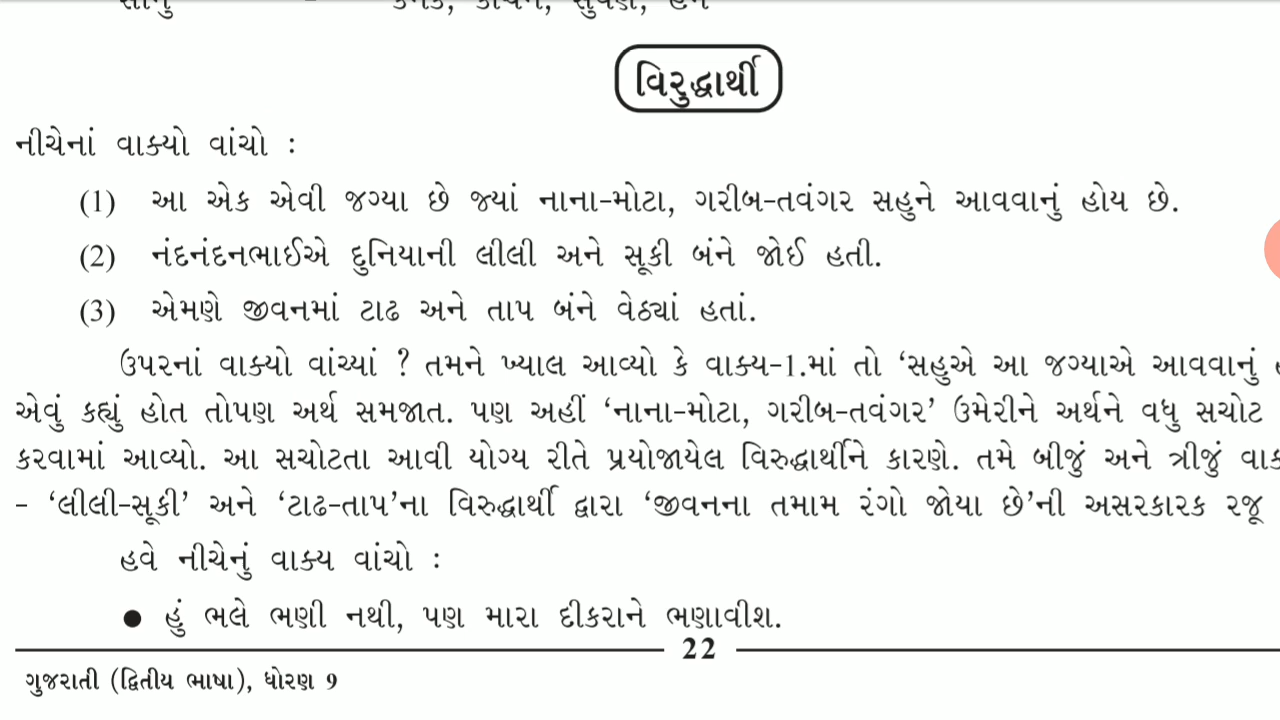 વિરુદ્ધાર્થી
નીચેનાં વાક્યો વાંચો :
(1) આ એક એવી જગ્યા છે જ્યાં નાના-મોટા, ગરીબ-તવંગર સહુને આવવાનું હોય છે.
(2) નંદનંદનભાઈએ દુનિયાની લીલી અને સૂકી બંને જોઈ હતી.
(3) એમણે જીવનમાં ટાઢ અને તાપ બંને વેઠ્યાં હતાં.
ઉપરનાં વાક્યો વાંચ્યાં ? તમને ખ્યાલ આવ્યો કે વાક્ય-1.માં તો ‘સહુએ આ જગ્યાએ આવવાનું
એવું કહ્યું હોત તોપણ અર્થ સમજાત. પણ અહીં ‘નાના-મોટા, ગરીબ-તવંગર’ ઉમેરીને અર્થને વધુ સચોટ
કરવામાં આવ્યો. આ સચોટતા આવી યોગ્ય રીતે પ્રયોજાયેલ વિરુદ્ધાર્થીને કારણે. તમે બીજું અને ત્રીજું
- ‘લીલી-સૂકી’ અને ‘ટાઢ-તાપ’ના વિરુદ્ધાર્થી દ્વારા ‘જીવનના તમામ રંગો જોયા છે’ની અસરકારક રજૂ
હવે નીચેનું વાક્ય વાંચો :
● હું ભલે ભણી નથી, પણ મારા દીકરાને ભણાવીશ.
22
ગુજરાતી (દ્વિતીય ભાષા), ધોરણ 9